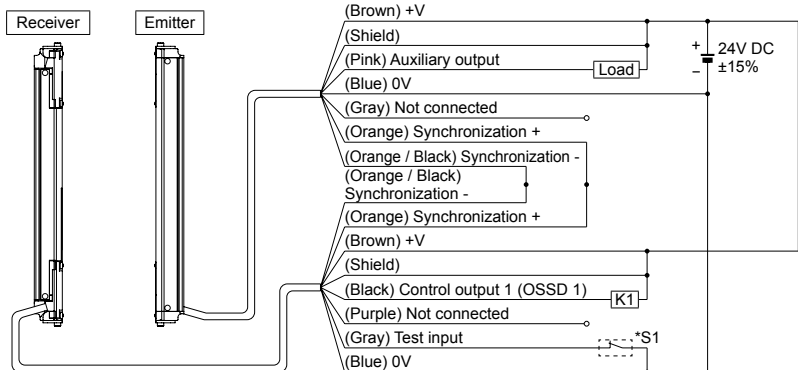 Receiver
Emitter
(Brown) +V
(Shield)
(Pink) Auxiliary output
Load
+ 24V DC
±15%
−
(Blue) 0V
(Gray) Not connected
(Orange) Synchronization +
(Orange / Black) Synchronization -
(Orange / Black)
Synchronization -
(Orange) Synchronization +
(Brown) +V
(Shield)
(Black) Control output 1 (OSSD 1)
K1
(Purple) Not connected
(Gray) Test input
*S1
(Blue) 0V